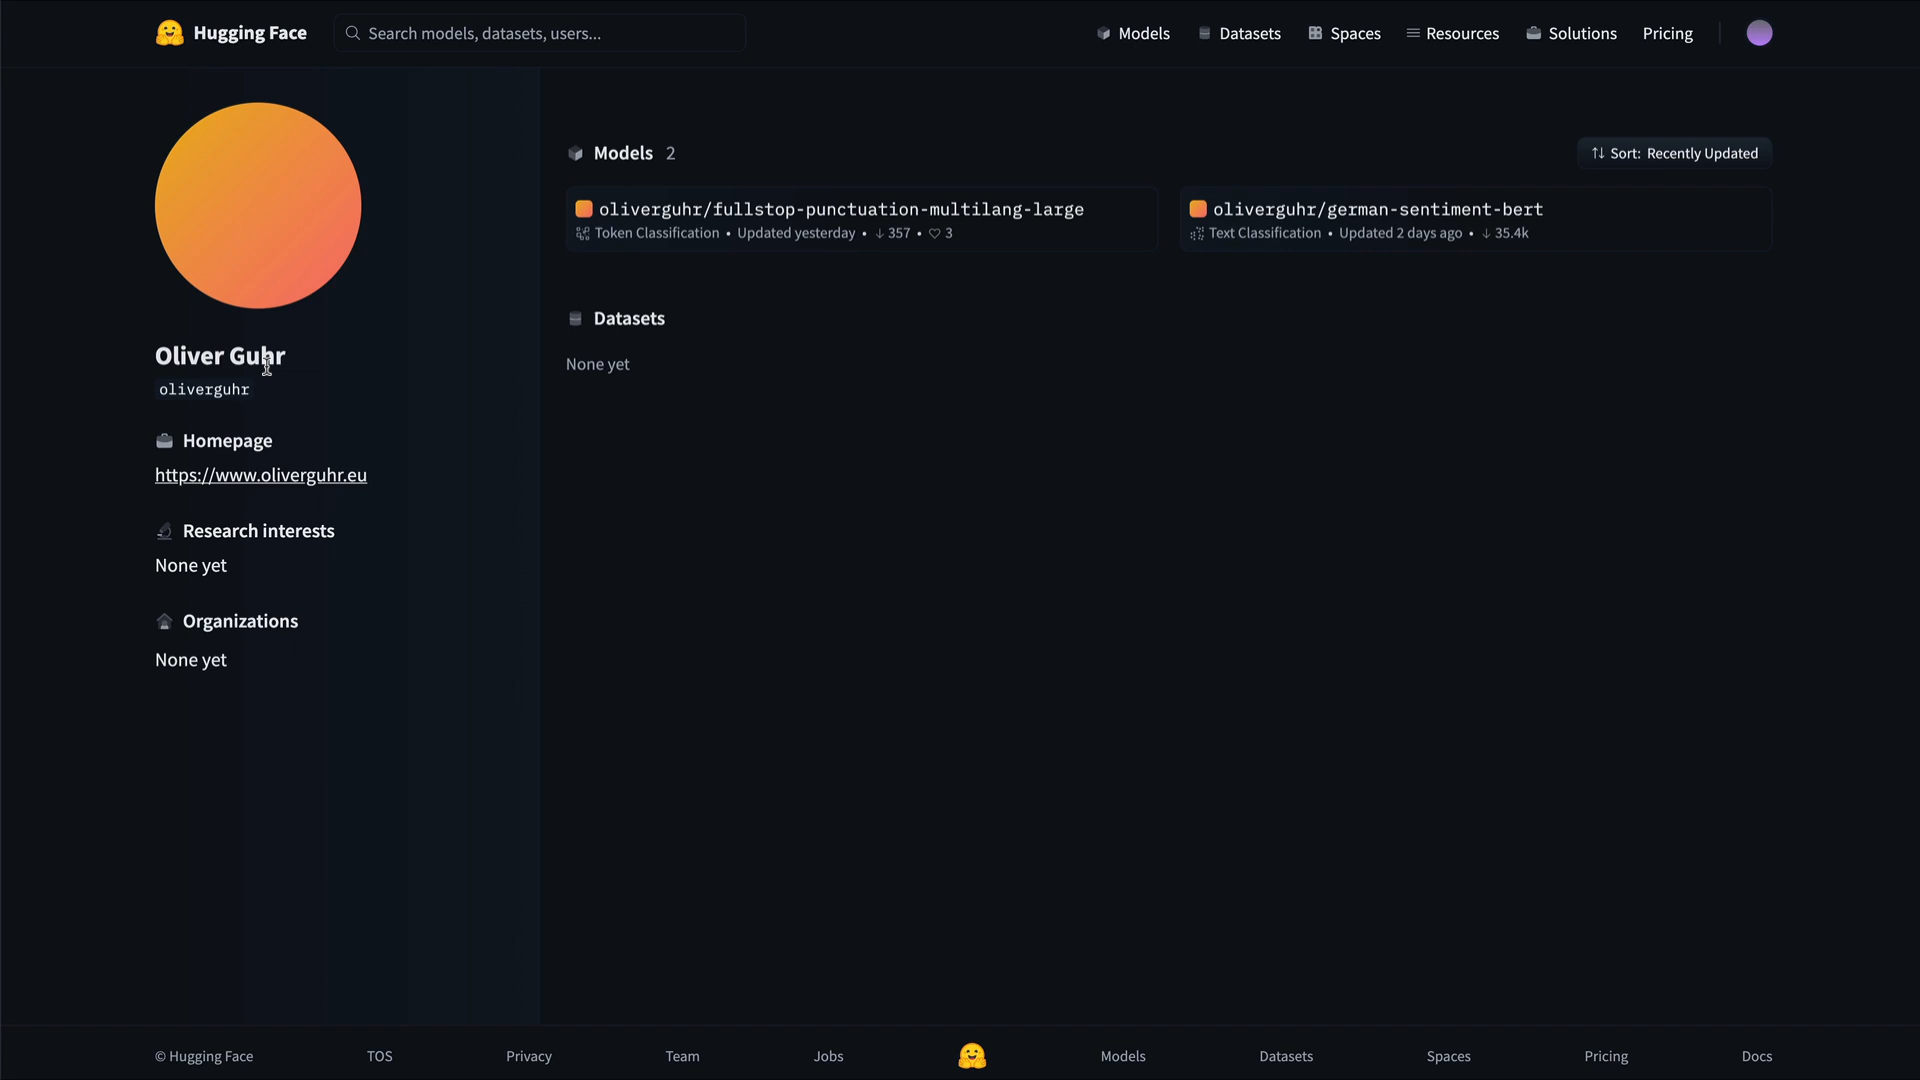 Hugging Face
Search models, datasets, users...
Models
Datasets
Spaces
Resources
Solutions
Pricing
Oliver Guhr
oliverguhr
Homepage
https://www.oliverguhr.eu
Research interests
None yet
Organizations
None yet
Models 2
Sort: Recently Updated
oliverguhr/fullstop-punctuation-multilang-large
Token Classification • Updated yesterday • ↓ 357 • ♡ 3
oliverguhr/german-sentiment-bert
Text Classification • Updated 2 days ago • ↓ 35.4k
Datasets
None yet
© Hugging Face
TOS
Privacy
Team
Jobs
Models
Datasets
Spaces
Pricing
Docs